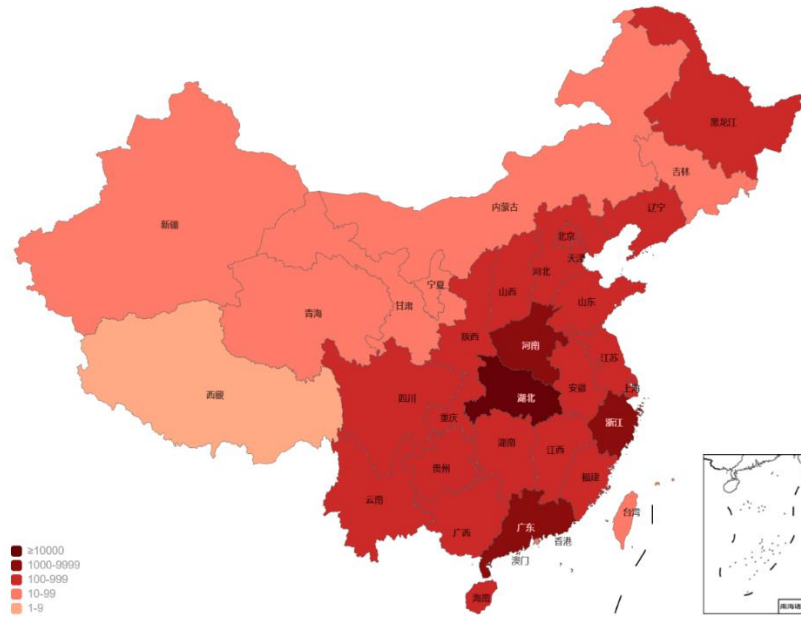 黑龙江
吉林
辽宁
内蒙古
新疆
北京
天津
河北
山西
宁夏
甘肃
青海
山东
陕西
河南
江苏
西藏
四川
湖北
安徽
上海
重庆
浙江
湖南
江西
贵州
福建
云南
广西
广东
台湾
香港
澳门
海南
≥10000
1000-9999
100-999
10-99
1-9
南海诸